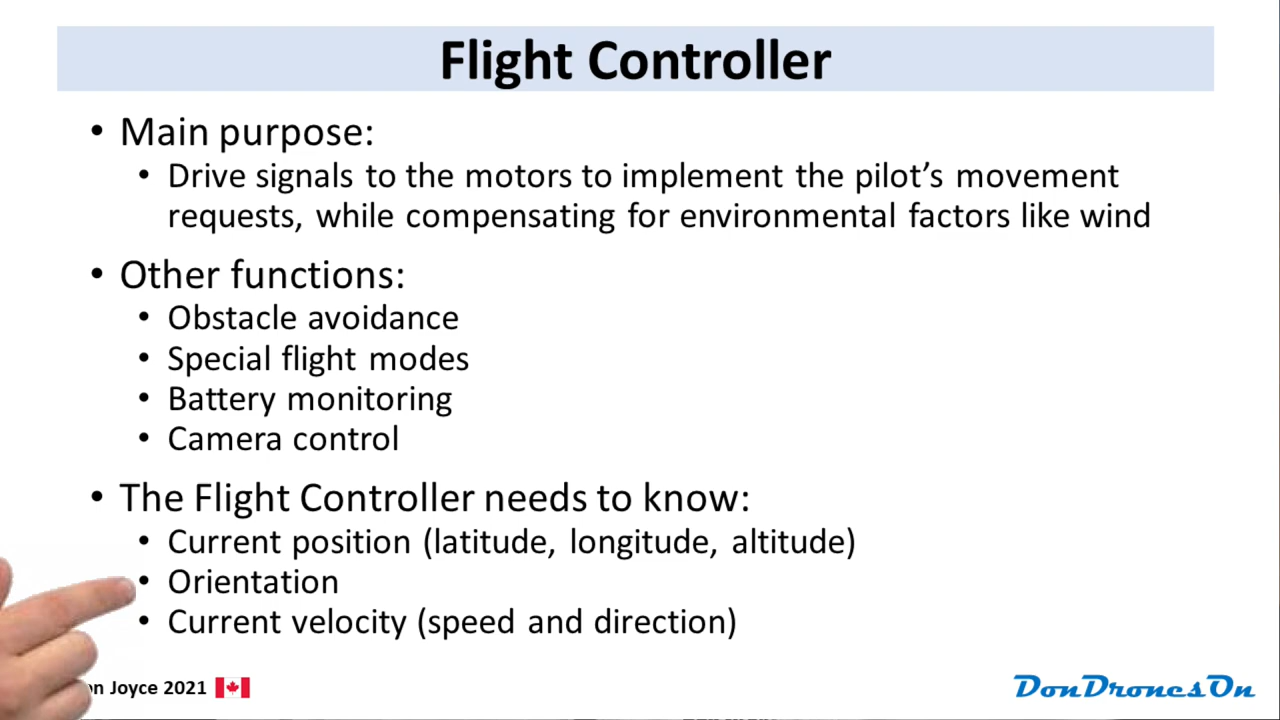 Flight Controller
• Main purpose:
• Drive signals to the motors to implement the pilot’s movement
requests, while compensating for environmental factors like wind
• Other functions:
• Obstacle avoidance
• Special flight modes
• Battery monitoring
• Camera control
• The Flight Controller needs to know:
• Current position (latitude, longitude, altitude)
• Orientation
• Current velocity (speed and direction)
Joyce 2021
DonDronesOn